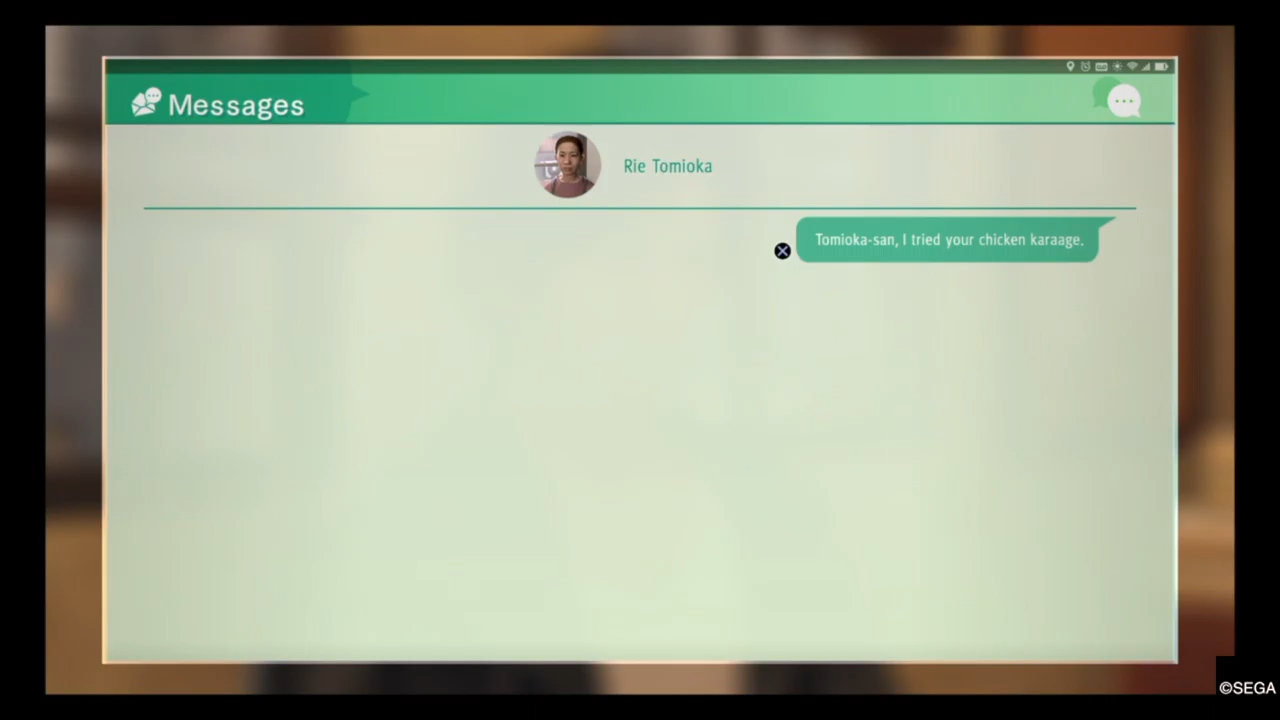 Messages
Rie Tomioka
Tomioka-san, I tried your chicken karaage.
©SEGA